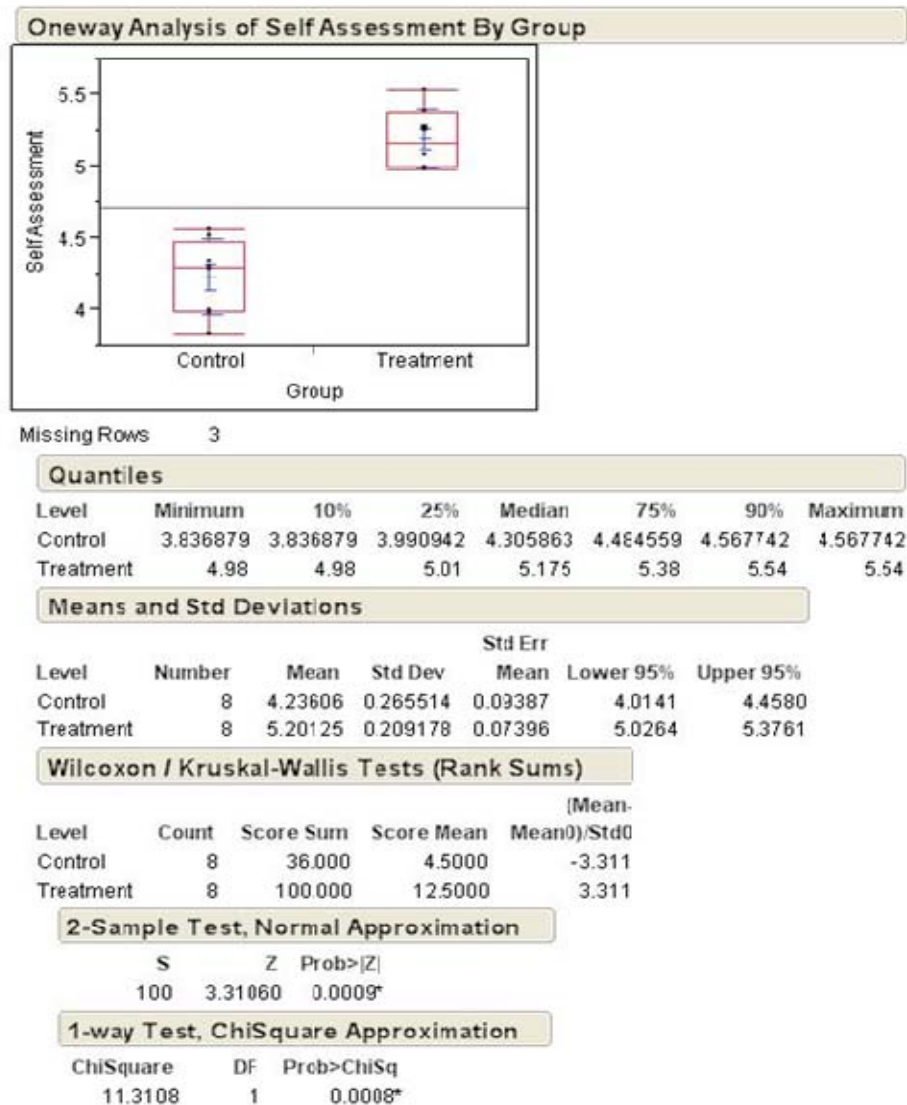 Oneway Analysis of Self Assessment By Group
5.5
5
4.5
4
Self Assessment
Control Treatment
Group
Missing Rows 3
Quantiles
Level Minimum 10% 25% Median 75% 90% Maximum
Control 3.836879 3.836879 3.990942 4.305863 4.484559 4.567742 4.567742
Treatment 4.98 4.98 5.01 5.175 5.38 5.54 5.54
Means and Std Deviations
Std Err
Level Number Mean Std Dev Mean Lower 95% Upper 95%
Control 8 4.23606 0.265514 0.09387 4.0141 4.4580
Treatment 8 5.20125 0.209178 0.07396 5.0264 5.3761
Wilcoxon / Kruskal-Wallis Tests (Rank Sums)
(Mean-
Level Count Score Sum Score Mean Mean0)/Std0
Control 8 36.000 4.5000 -3.311
Treatment 8 100.000 12.5000 3.311
2-Sample Test, Normal Approximation
S Z Prob>|Z|
100 3.31060 0.0009*
1-way Test, ChiSquare Approximation
ChiSquare DF Prob>ChiSq
11.3108 1 0.0008*